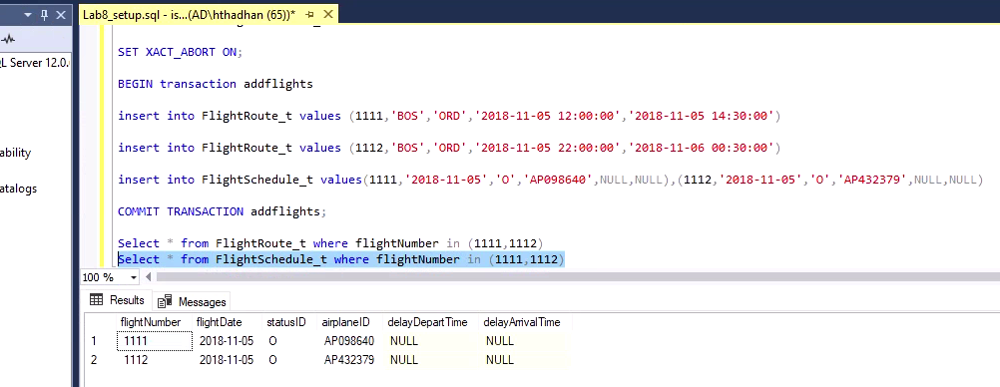 Lab8_setup.sql - is...(AD\hthadhan (65))*
L Server 12.0.
SET XACT_ABORT ON;
BEGIN transaction addflights
insert into FlightRoute_t values (1111,'BOS','ORD','2018-11-05 12:00:00','2018-11-05 14:30:00')
insert into FlightRoute_t values (1112,'BOS','ORD','2018-11-05 22:00:00','2018-11-06 00:30:00')
ability
insert into FlightSchedule_t values(1111,'2018-11-05','O','AP098640',NULL,NULL),(1112,'2018-11-05','O','AP432379',NULL,NULL)
atalogs
COMMIT TRANSACTION addflights;
Select * from FlightRoute_t where flightNumber in (1111,1112)
Select * from FlightSchedule_t where flightNumber in (1111,1112)
100 %
Results Messages
flightNumber flightDate statusID airplaneID delayDepartTime delayArrivalTime
1 1111 2018-11-05 O AP098640 NULL NULL
2 1112 2018-11-05 O AP432379 NULL NULL